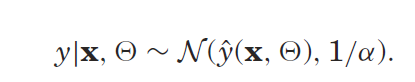 y|x, Θ ∼ 𝒩(ŷ(x, Θ), 1/α).